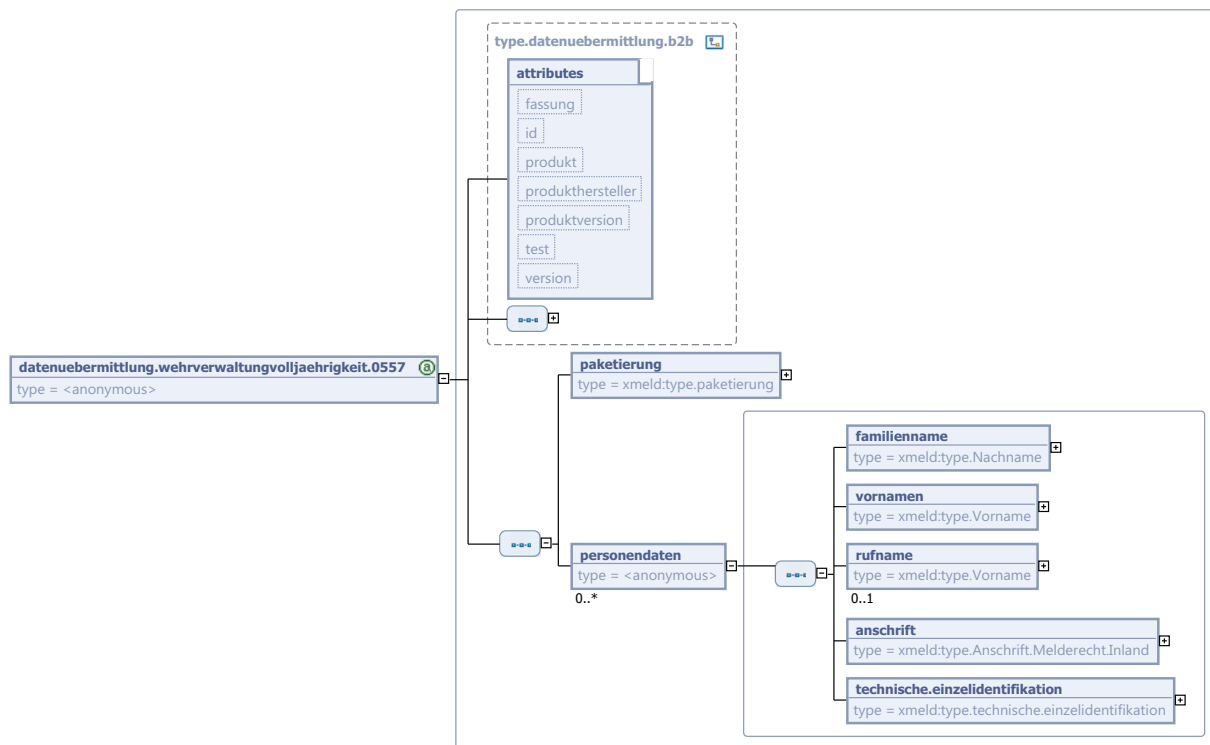 type.datenuebermittlung.b2b
attributes
fassung
id
produkt
produkthersteller
produktversion
test
version
datenuebermittlung.wehrverwaltungvolljaehrigkeit.0557 a
type = <anonymous>
paketierung
type = xmeld:type.paketierung
personendaten
type = <anonymous>
0..*
familienname
type = xmeld:type.Nachname
vornamen
type = xmeld:type.Vorname
rufname
type = xmeld:type.Vorname
0..1
anschrift
type = xmeld:type.Anschrift.Melderecht.Inland
technische.einzelidentifikation
type = xmeld:type.technische.einzelidentifikation